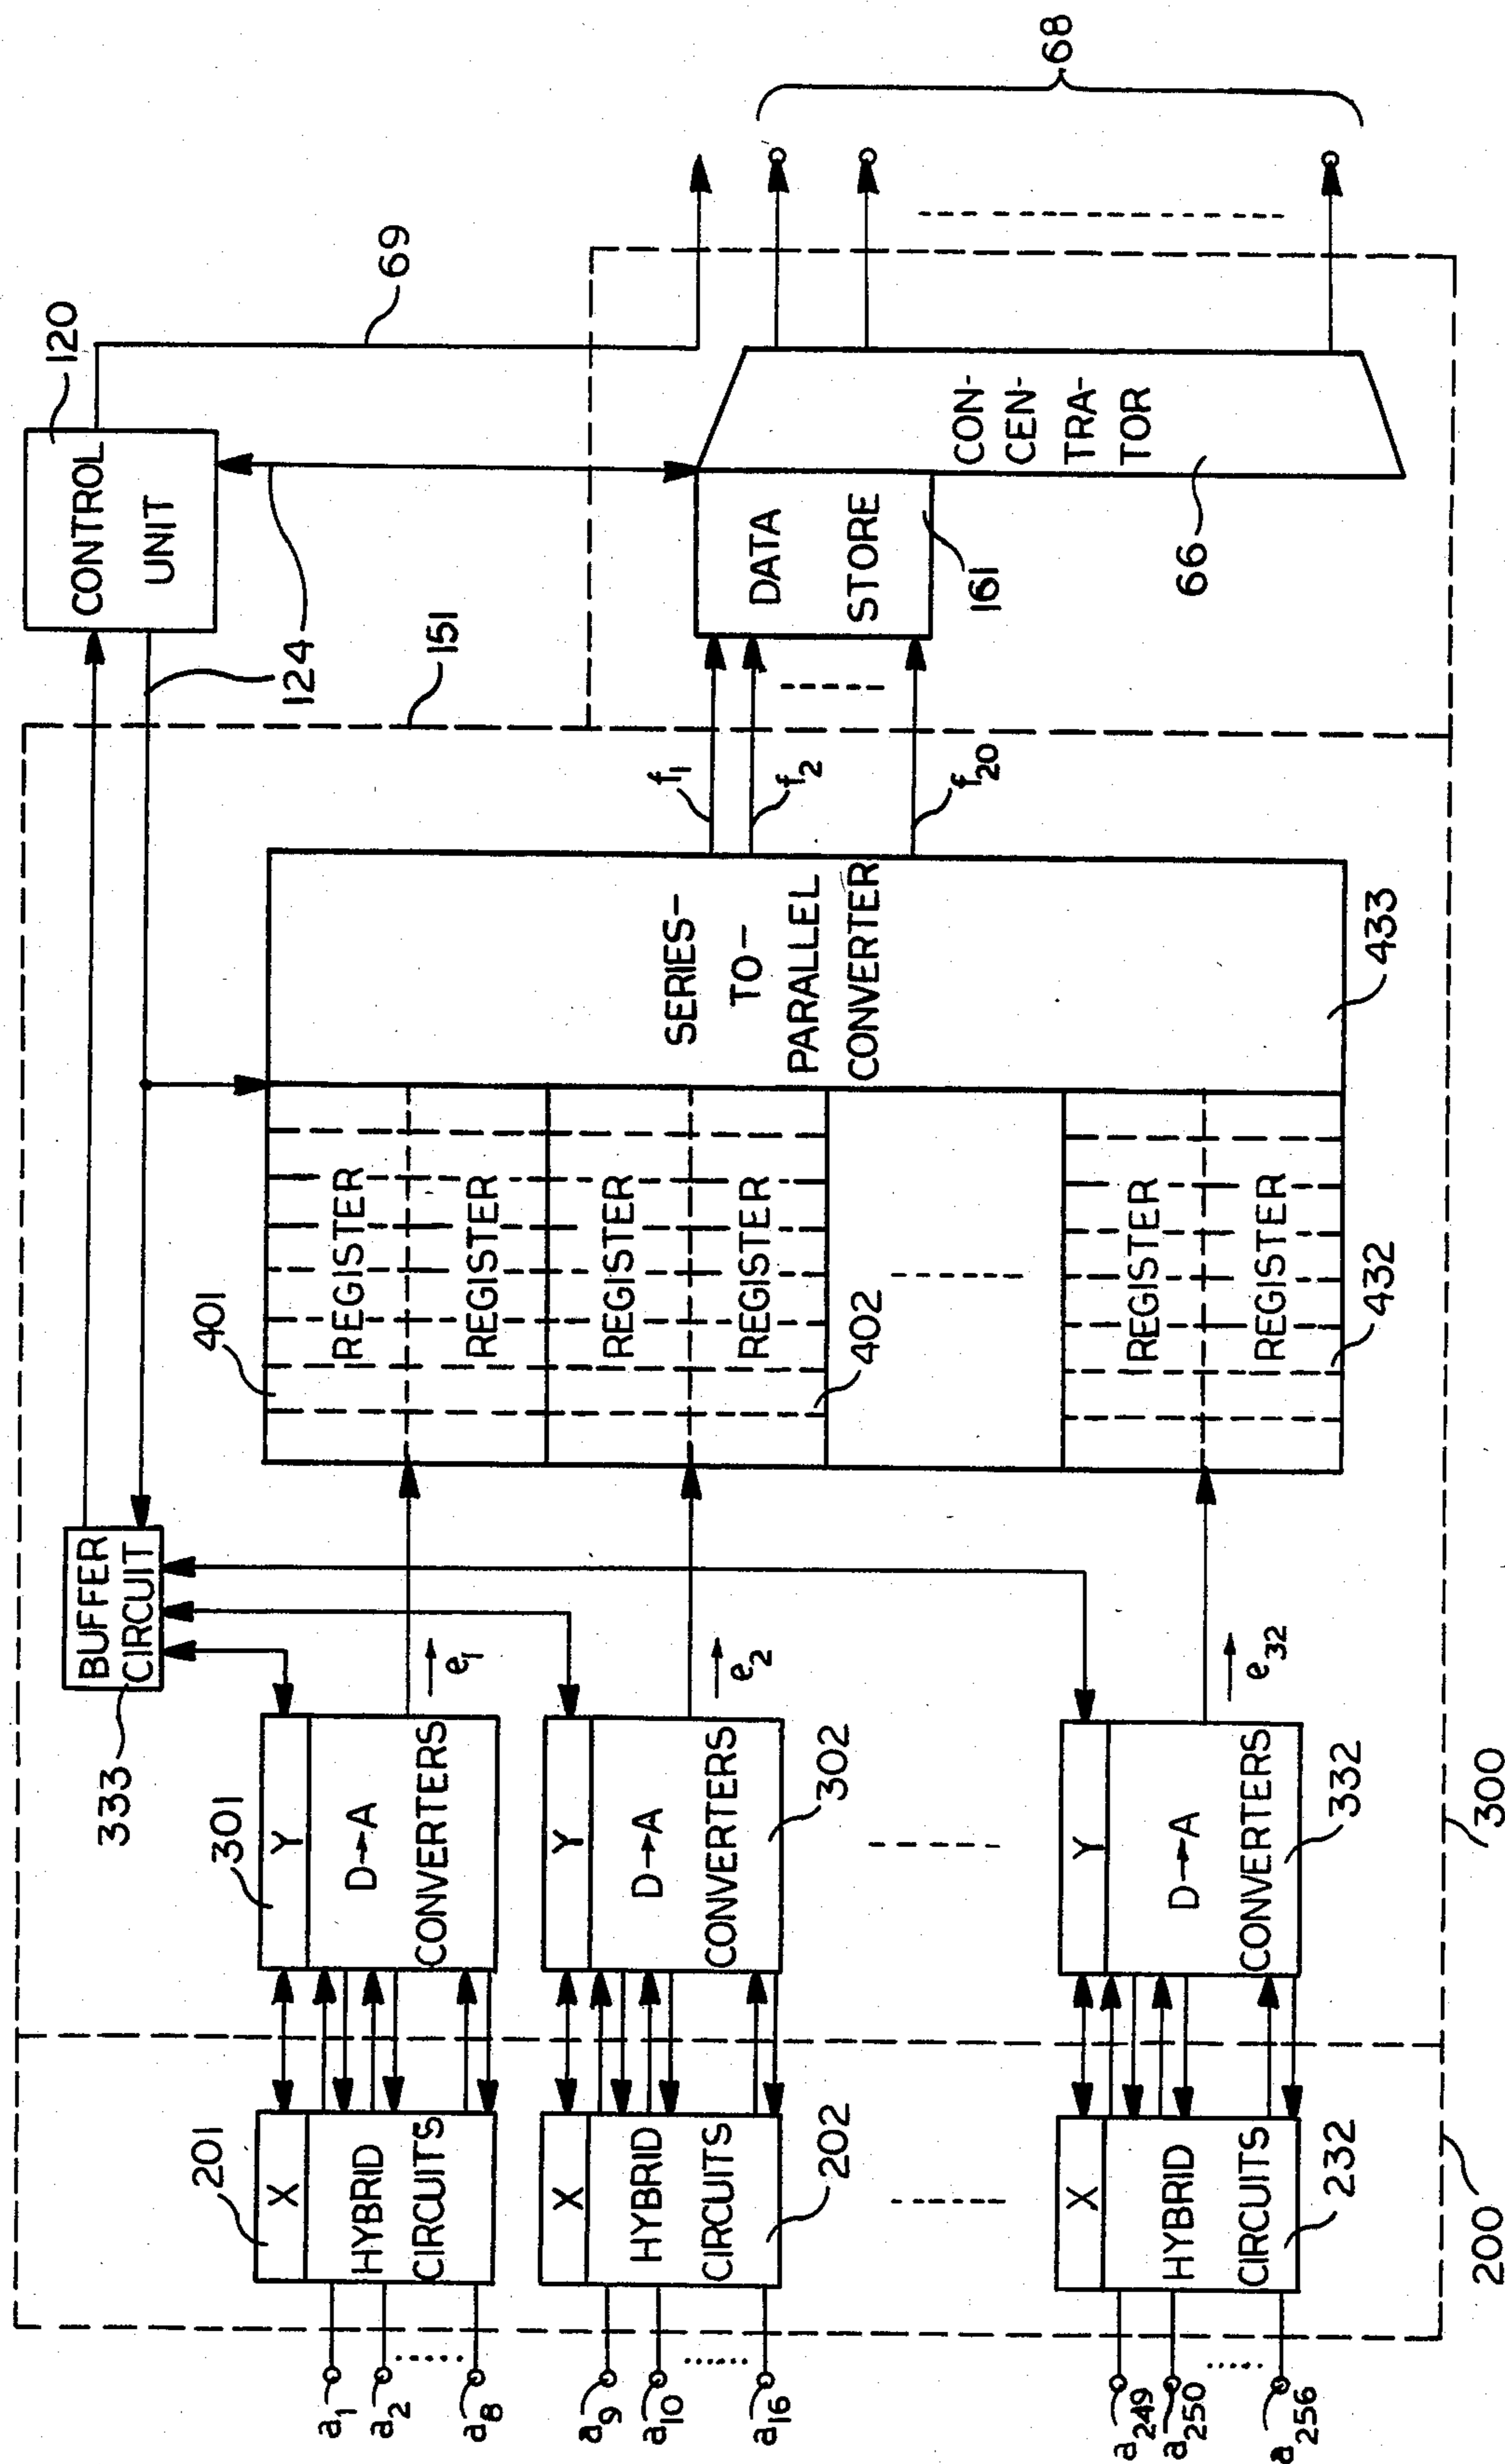 120
CONTROL
UNIT
69
68
124
151
BUFFER
CIRCUIT
333
401
REGISTER
REGISTER
REGISTER
REGISTER
402
REGISTER
REGISTER
432
SERIES-
TO-
PARALLEL
CONVERTER
433
f1
f2
f20
DATA
STORE
161
CON-
CEN-
TRA-
TOR
66
301
Y
D→A
CONVERTERS
e1
Y
D→A
CONVERTERS
302
e2
Y
D→A
CONVERTERS
332
e32
300
201
X
HYBRID
CIRCUITS
X
HYBRID
CIRCUITS
202
X
HYBRID
CIRCUITS
232
200
a1
a2
a8
a9
a10
a16
a249
a250
a256